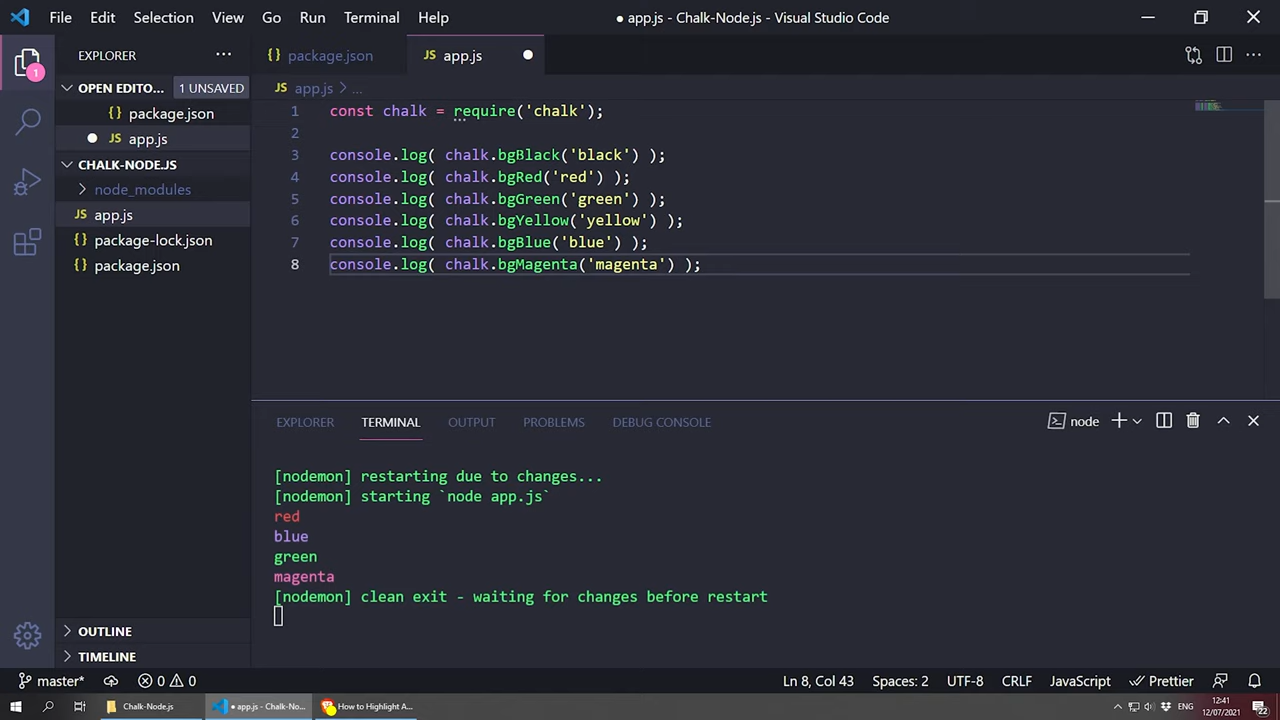 File Edit Selection View Go Run Terminal Help ● app.js - Chalk-Node.js - Visual Studio Code
EXPLORER ...
1
OPEN EDITO... 1 UNSAVED
{} package.json
● JS app.js
CHALK-NODE.JS
node_modules
JS app.js
{} package-lock.json
{} package.json
OUTLINE
TIMELINE
{} package.json JS app.js ●
JS app.js > ...
1 const chalk = require('chalk');
2
3 console.log( chalk.bgBlack('black') );
4 console.log( chalk.bgRed('red') );
5 console.log( chalk.bgGreen('green') );
6 console.log( chalk.bgYellow('yellow') );
7 console.log( chalk.bgBlue('blue') );
8 console.log( chalk.bgMagenta('magenta') );
EXPLORER TERMINAL OUTPUT PROBLEMS DEBUG CONSOLE node
[nodemon] restarting due to changes...
[nodemon] starting `node app.js`
red
blue
green
magenta
[nodemon] clean exit - waiting for changes before restart
master* 0 0 Ln 8, Col 43 Spaces: 2 UTF-8 CRLF JavaScript Prettier
Chalk-Node.js ● app.js - Chalk-No... How to Highlight A... ENG 12:41
12/07/2021 22